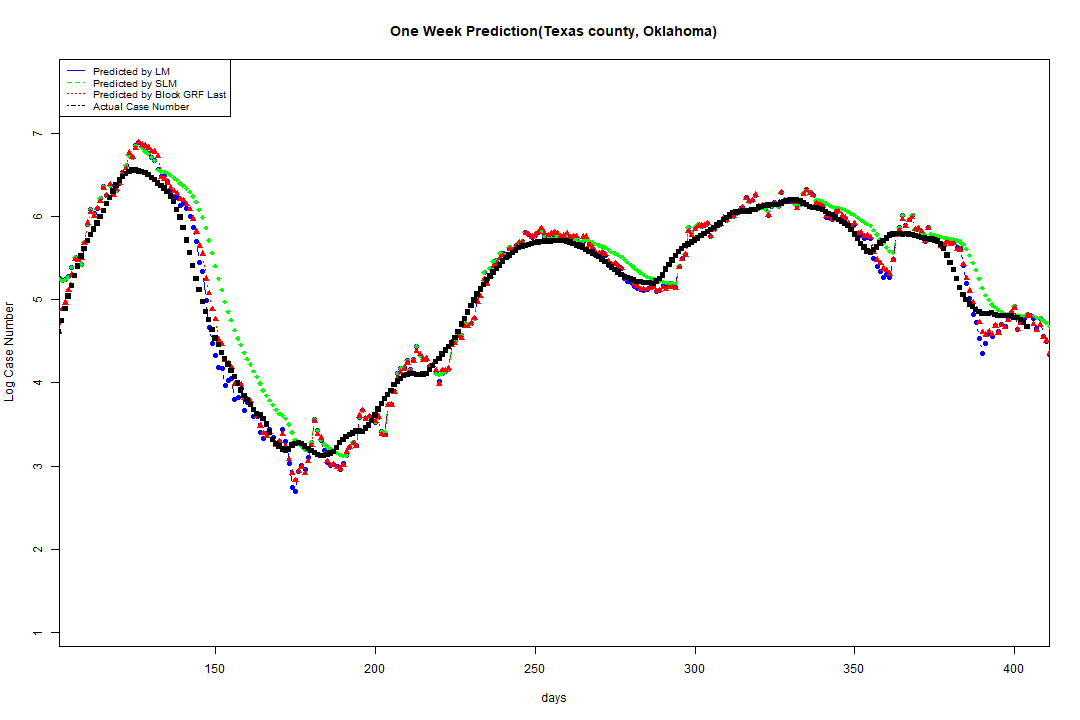 One Week Prediction(Texas county, Oklahoma)
Predicted by LM
Predicted by SLM
Predicted by Block GRF Last
Actual Case Number
Log Case Number
7
6
5
4
3
2
1
150 200 250 300 350 400
days